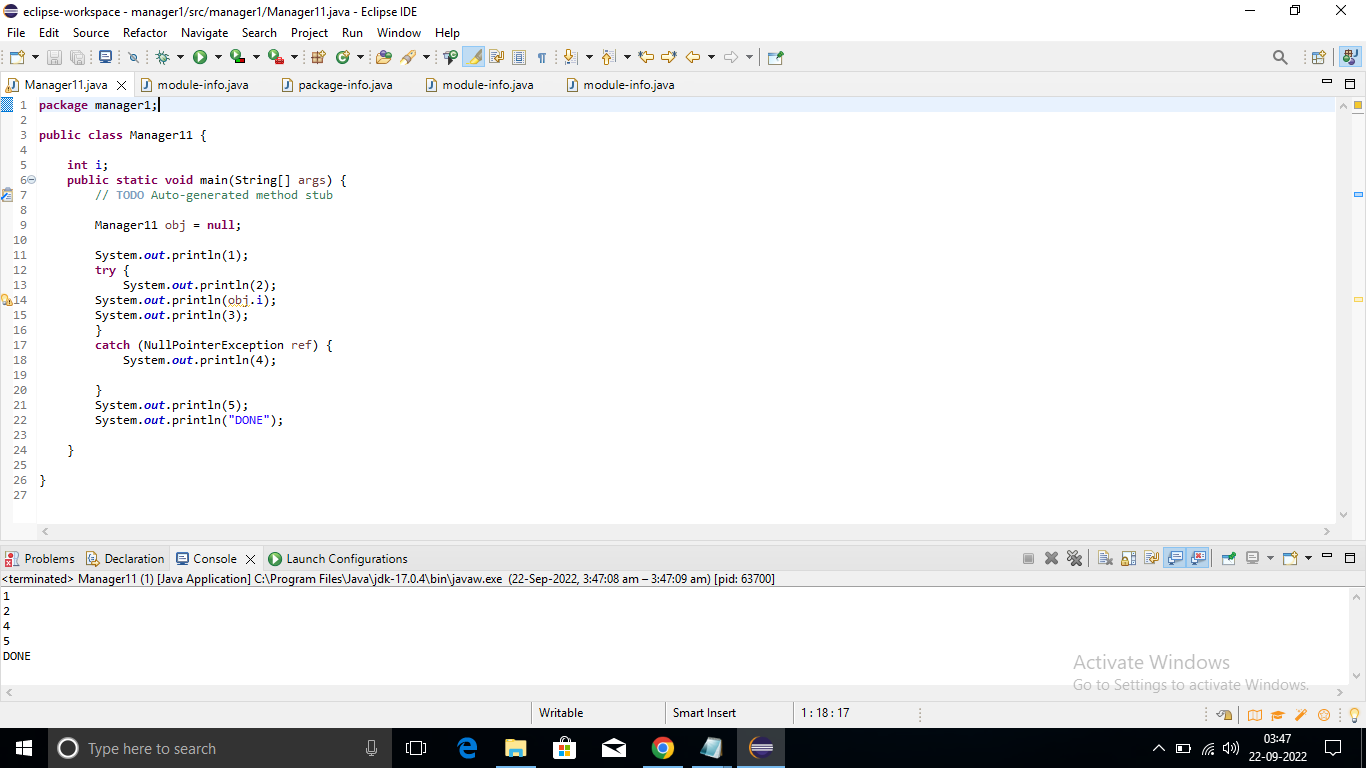 eclipse-workspace - manager1/src/manager1/Manager11.java - Eclipse IDE
File Edit Source Refactor Navigate Search Project Run Window Help
Manager11.java module-info.java package-info.java module-info.java module-info.java
1 package manager1;
2
3 public class Manager11 {
4
5 int i;
6 public static void main(String[] args) {
7 // TODO Auto-generated method stub
8
9 Manager11 obj = null;
10
11 System.out.println(1);
12 try {
13 System.out.println(2);
14 System.out.println(obj.i);
15 System.out.println(3);
16 }
17 catch (NullPointerException ref) {
18 System.out.println(4);
19
20 }
21 System.out.println(5);
22 System.out.println("DONE");
23
24 }
25
26 }
27
Problems Declaration Console Launch Configurations
<terminated> Manager11 (1) [Java Application] C:\Program Files\Java\jdk-17.0.4\bin\javaw.exe (22-Sep-2022, 3:47:08 am – 3:47:09 am) [pid: 63700]
1
2
4
5
DONE
Activate Windows
Go to Settings to activate Windows.
Writable Smart Insert 1 : 18 : 17
Type here to search
03:47
22-09-2022